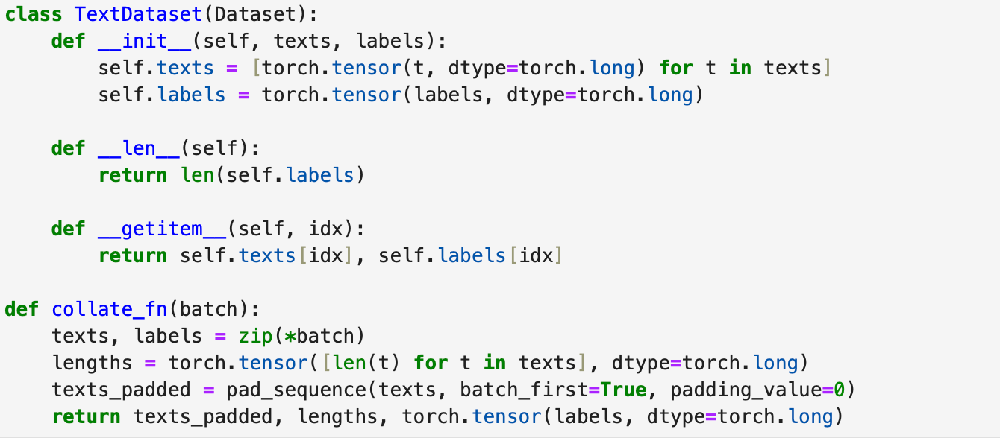 class TextDataset(Dataset):
    def __init__(self, texts, labels):
        self.texts = [torch.tensor(t, dtype=torch.long) for t in texts]
        self.labels = torch.tensor(labels, dtype=torch.long)

    def __len__(self):
        return len(self.labels)

    def __getitem__(self, idx):
        return self.texts[idx], self.labels[idx]

def collate_fn(batch):
    texts, labels = zip(*batch)
    lengths = torch.tensor([len(t) for t in texts], dtype=torch.long)
    texts_padded = pad_sequence(texts, batch_first=True, padding_value=0)
    return texts_padded, lengths, torch.tensor(labels, dtype=torch.long)